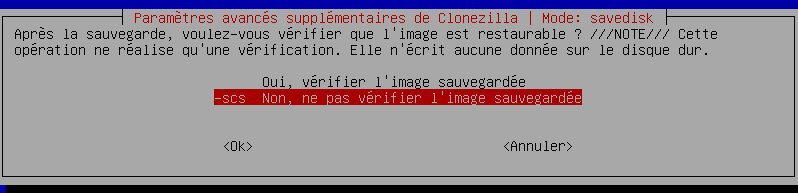 Paramètres avancés supplémentaires de Clonezilla | Mode: savedisk
Après la sauvegarde, voulez-vous vérifier que l'image est restaurable ? ///NOTE/// Cette
opération ne réalise qu'une vérification. Elle n'écrit aucune donnée sur le disque dur.
Oui, vérifier l'image sauvegardée
-scs Non, ne pas vérifier l'image sauvegardée
<Ok> <Annuler>